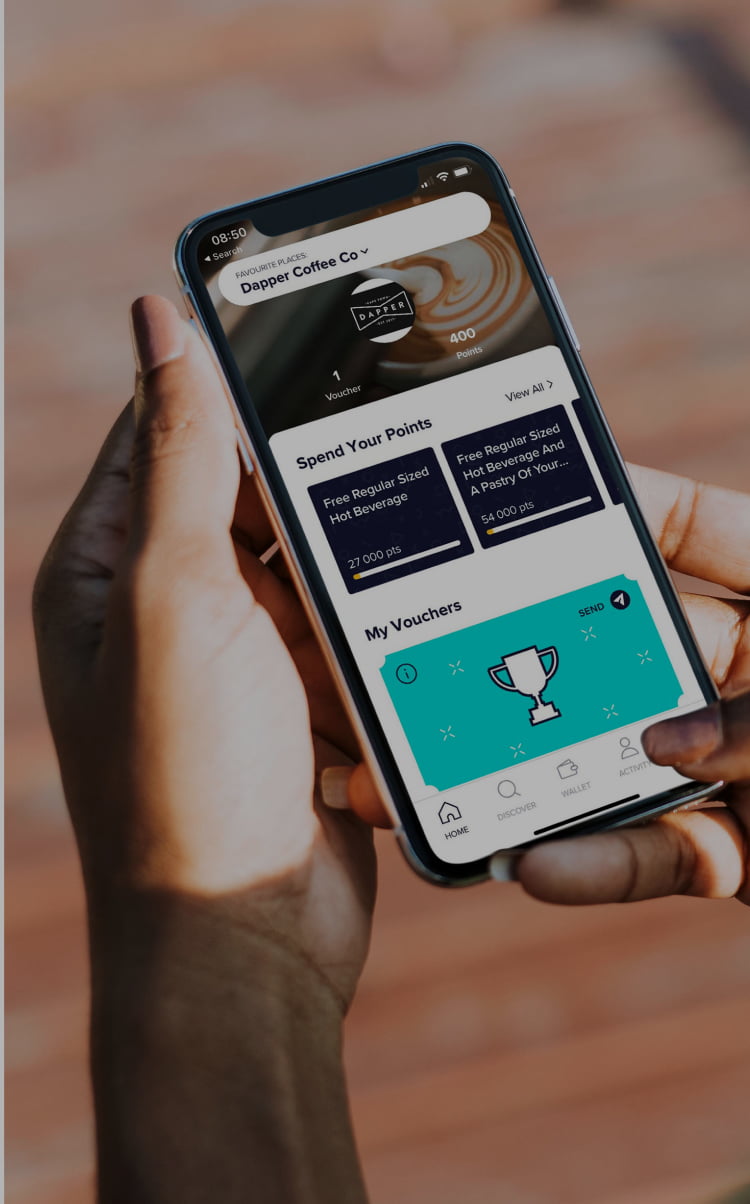 08:50
Search
FAVOURITE PLACES:
Dapper Coffee Co
DAPPER
1
Voucher
400
Points
Spend Your Points
View All
Free Regular Sized
Hot Beverage
27 000 pts
Free Regular Sized
Hot Beverage And
A Pastry Of Your...
54 000 pts
My Vouchers
SEND
HOME
DISCOVER
WALLET
ACTIVITY